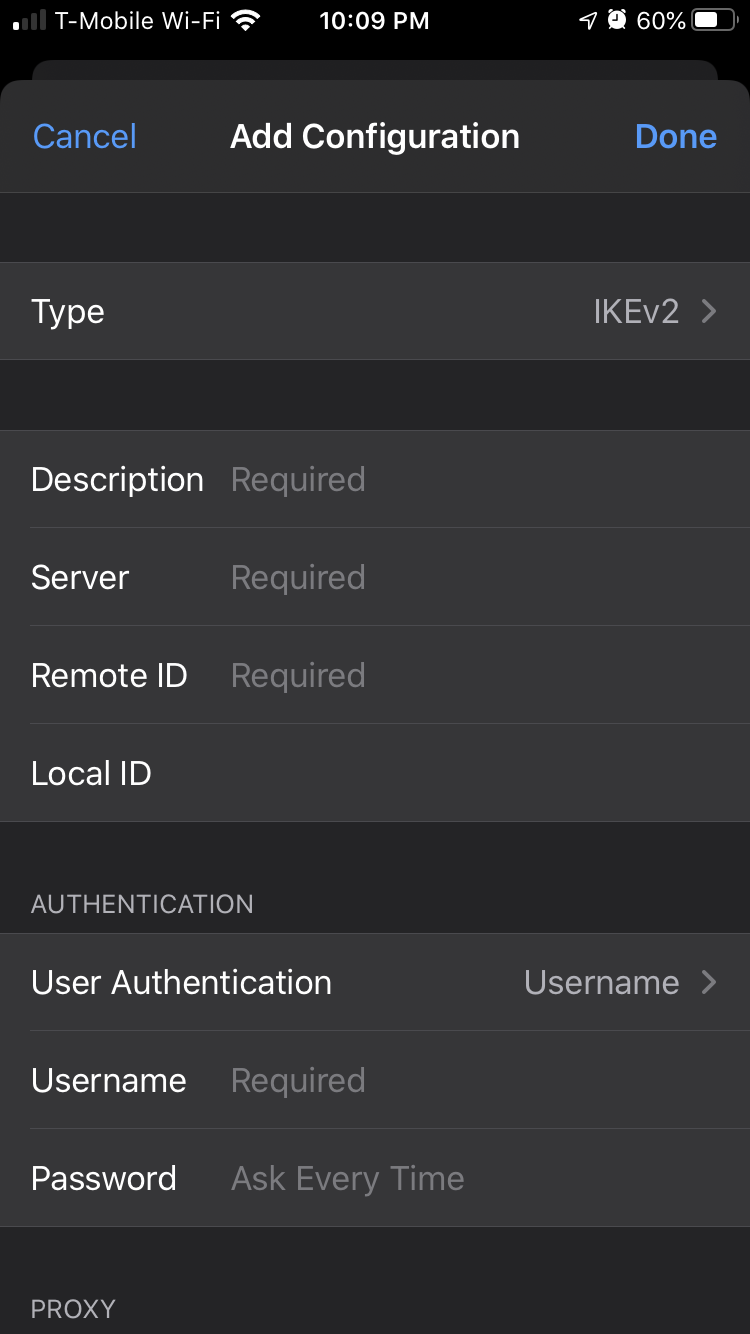 T-Mobile Wi-Fi 10:09 PM 60%
Cancel Add Configuration Done
Type IKEv2
Description Required
Server Required
Remote ID Required
Local ID
AUTHENTICATION
User Authentication Username
Username Required
Password Ask Every Time
PROXY